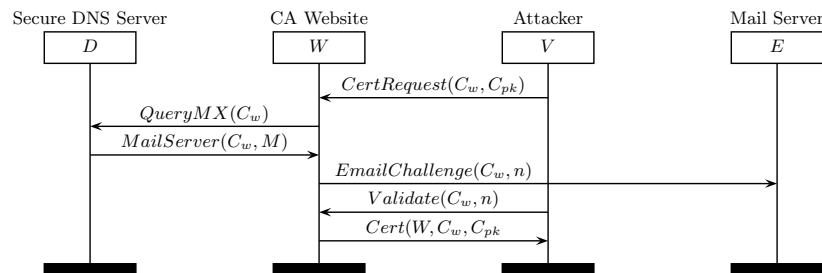 Secure DNS Server CA Website Attacker Mail Server
D W V E
CertRequest(C_w, C_pk)
QueryMX(C_w)
MailServer(C_w, M)
EmailChallenge(C_w, n)
Validate(C_w, n)
Cert(W, C_w, C_pk